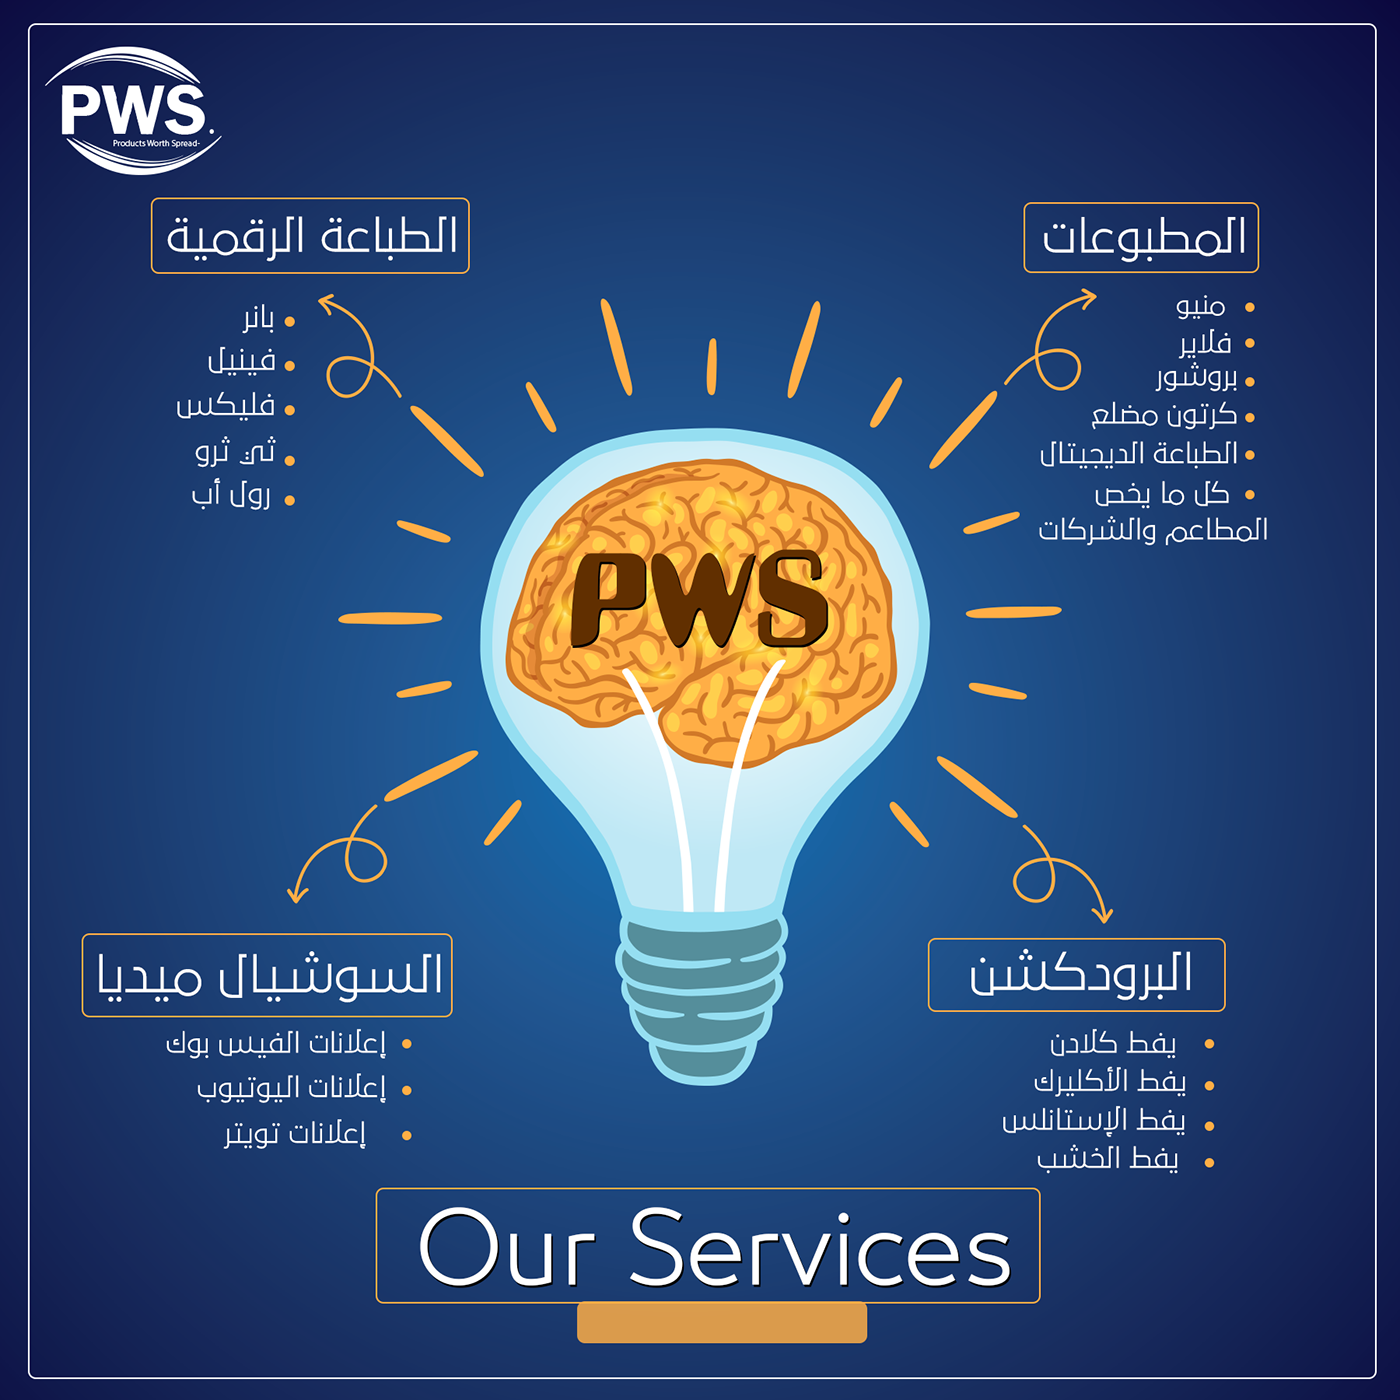 PWS.
Products Worth Spread-
المطبوعات
منيو
فلاير
بروشور
كرتون مضلع
الطباعة الديجيتال
كل ما يخص
المطاعم والشركات
الطباعة الرقمية
بانر
فينيل
فليكس
ثي ثرو
رول أب
PWS
البرودكشن
يفط كلادن
يفط الأكليرك
يفط الإستانلس
يفط الخشب
السوشيال ميديا
إعلانات الفيس بوك
إعلانات اليوتيوب
إعلانات تويتر
Our Services